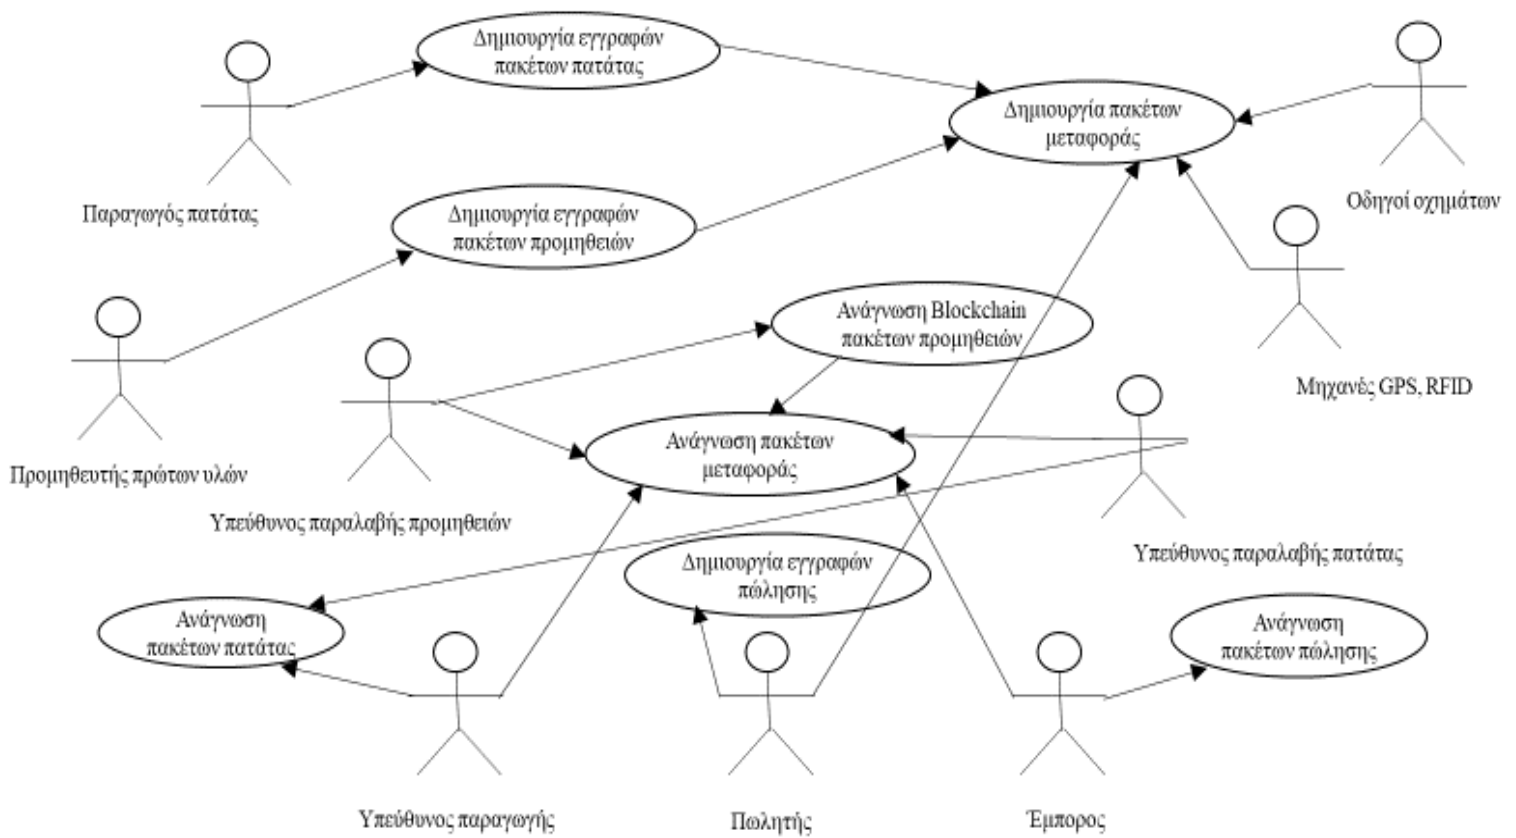 Δημιουργία εγγραφών
πακέτων πατάτας
Δημιουργία πακέτων
μεταφοράς
Παραγωγός πατάτας
Δημιουργία εγγραφών
πακέτων προμηθειών
Οδηγοί οχημάτων
Ανάγνωση Blockchain
πακέτων προμηθειών
Μηχανές GPS, RFID
Προμηθευτής πρώτων υλών
Ανάγνωση πακέτων
μεταφοράς
Υπεύθυνος παραλαβής προμηθειών
Υπεύθυνος παραλαβής πατάτας
Δημιουργία εγγραφών
πώλησης
Ανάγνωση
πακέτων πατάτας
Ανάγνωση
πακέτων πώλησης
Υπεύθυνος παραγωγής
Πωλητής
Έμπορος